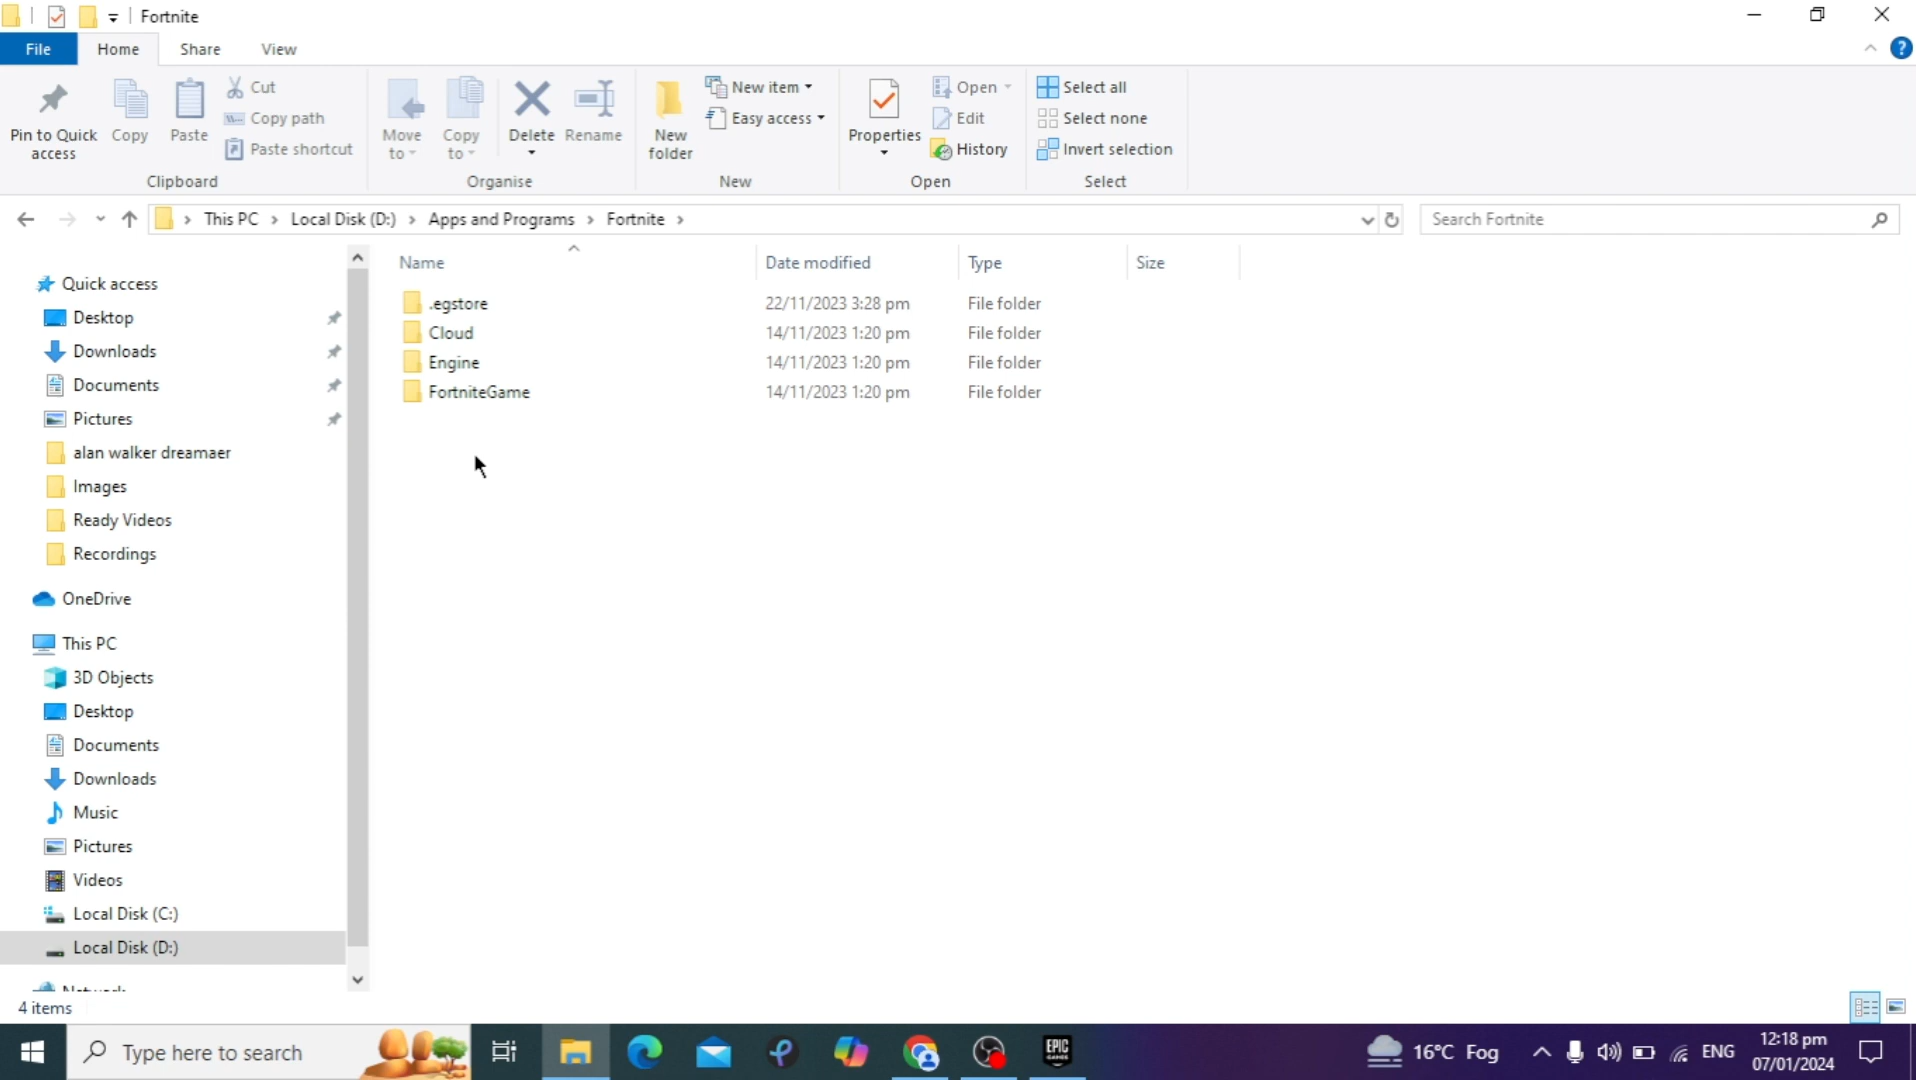 Fortnite
File Home Share View
Pin to Quick access
Copy
Paste
Cut
Copy path
Paste shortcut
Clipboard
Move to
Copy to
Delete
Rename
Organise
New folder
New item
Easy access
New
Properties
Open
Edit
History
Open
Select all
Select none
Invert selection
Select
This PC > Local Disk (D:) > Apps and Programs > Fortnite >
Search Fortnite
Quick access
Desktop
Downloads
Documents
Pictures
alan walker dreamaer
Images
Ready Videos
Recordings
OneDrive
This PC
3D Objects
Desktop
Documents
Downloads
Music
Pictures
Videos
Local Disk (C:)
Local Disk (D:)
Network
Name Date modified Type Size
.egstore 22/11/2023 3:28 pm File folder
Cloud 14/11/2023 1:20 pm File folder
Engine 14/11/2023 1:20 pm File folder
FortniteGame 14/11/2023 1:20 pm File folder
4 items
Type here to search
EPIC
GAMES
16°C Fog
ENG
12:18 pm
07/01/2024